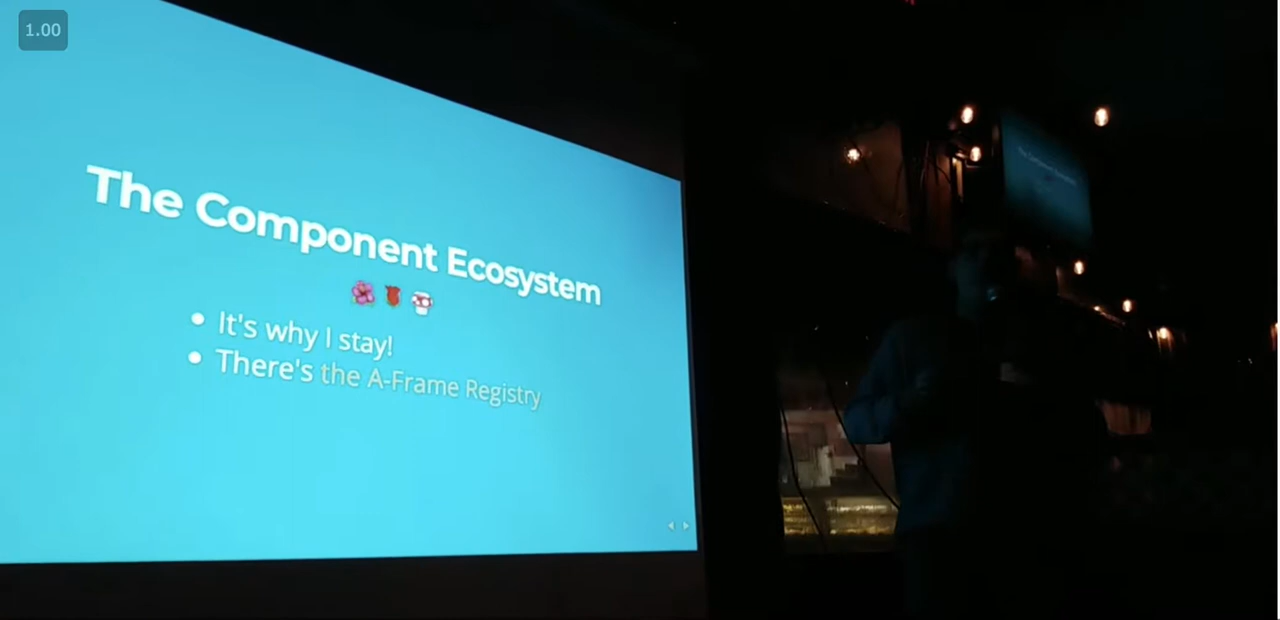 1.00
The Component Ecosystem
It's why I stay!
There's the A-Frame Registry